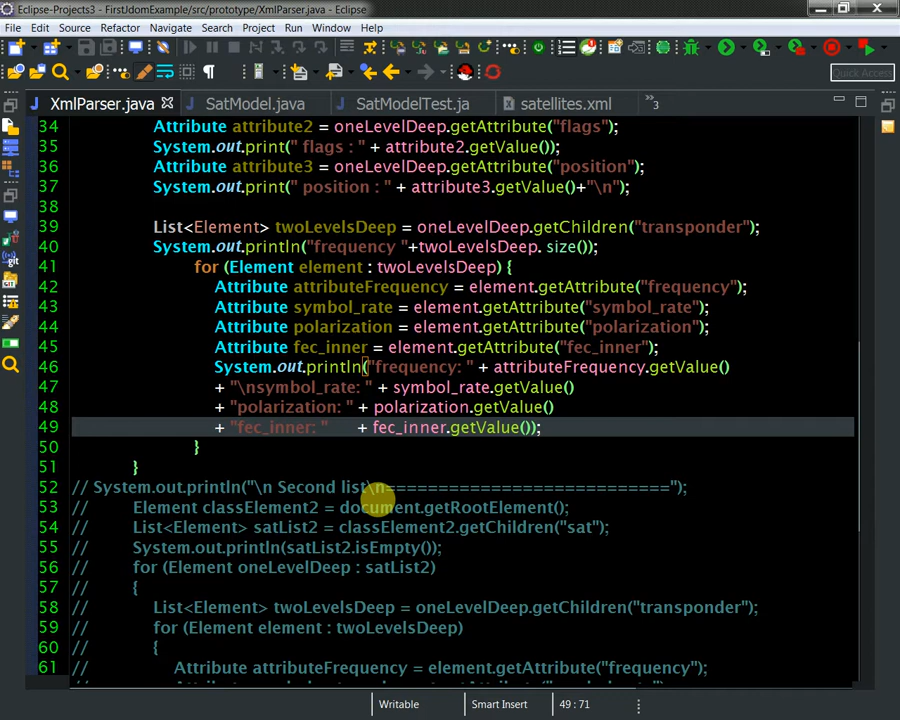 Eclipse-Projects3 - FirstJdomExample/src/prototype/XmlParser.java - Eclipse
File Edit Source Refactor Navigate Search Project Run Window Help
Quick Access
XmlParser.java SatModel.java SatModelTest.ja satellites.xml 3
34 Attribute attribute2 = oneLevelDeep.getAttribute("flags");
35 System.out.print(" flags : " + attribute2.getValue());
36 Attribute attribute3 = oneLevelDeep.getAttribute("position");
37 System.out.print(" position : " + attribute3.getValue()+"\n");
38
39 List<Element> twoLevelsDeep = oneLevelDeep.getChildren("transponder");
40 System.out.println("frequency "+twoLevelsDeep. size());
41 for (Element element : twoLevelsDeep) {
42 Attribute attributeFrequency = element.getAttribute("frequency");
43 Attribute symbol_rate = element.getAttribute("symbol_rate");
44 Attribute polarization = element.getAttribute("polarization");
45 Attribute fec_inner = element.getAttribute("fec_inner");
46 System.out.println("frequency: " + attributeFrequency.getValue()
47 + "\nsymbol_rate: " + symbol_rate.getValue()
48 + "polarization: " + polarization.getValue()
49 + "fec_inner: " + fec_inner.getValue());
50 }
51 }
52 // System.out.println("\n Second list\n===========================");
53 // Element classElement2 = document.getRootElement();
54 // List<Element> satList2 = classElement2.getChildren("sat");
55 // System.out.println(satList2.isEmpty());
56 // for (Element oneLevelDeep : satList2)
57 // {
58 // List<Element> twoLevelsDeep = oneLevelDeep.getChildren("transponder");
59 // for (Element element : twoLevelsDeep)
60 // {
61 // Attribute attributeFrequency = element.getAttribute("frequency");
Writable Smart Insert 49 : 71